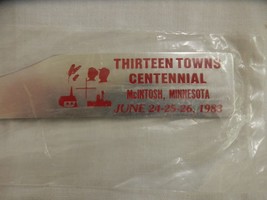 THIRTEEN TOWNS
CENTENNIAL
McINTOSH, MINNESOTA
JUNE 24-25-26, 1983